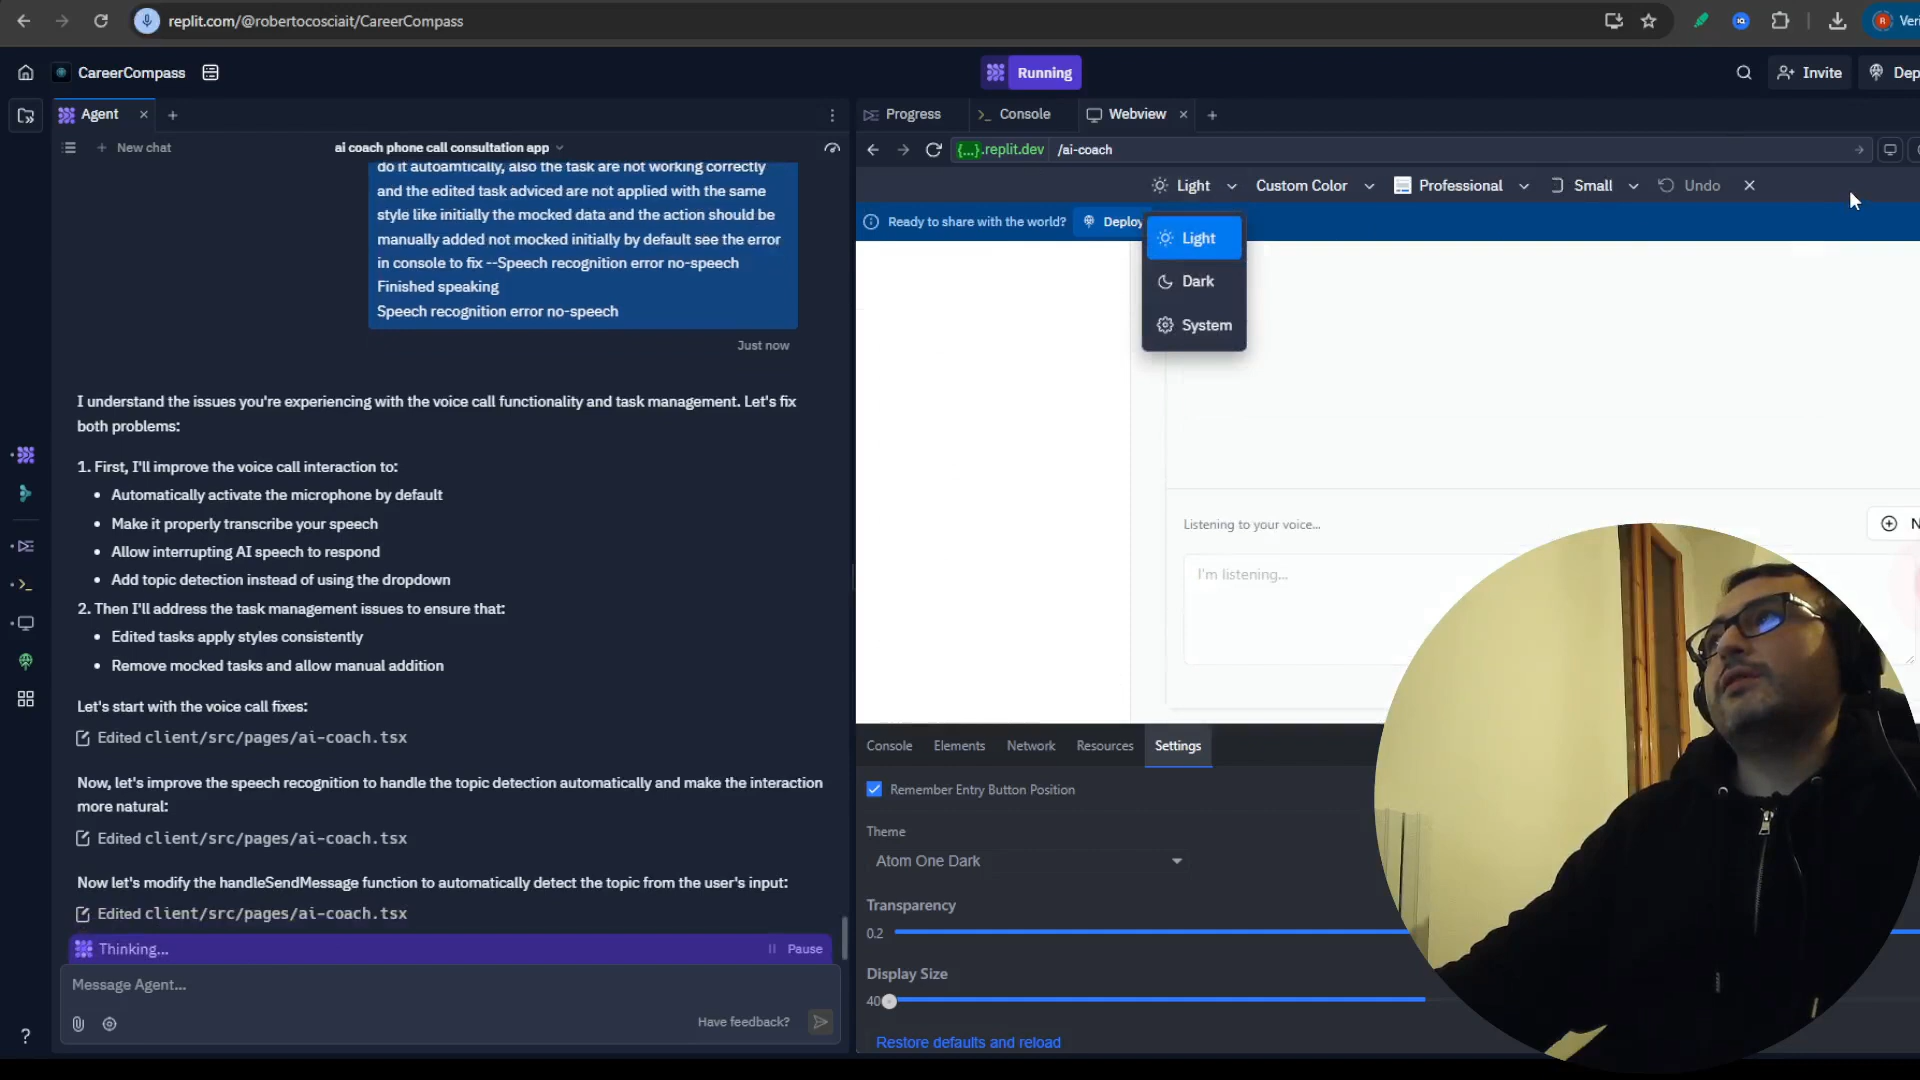 replit.com/@robertocosciait/CareerCompass
Veri
CareerCompass
Running
Invite
Dep
Agent
Progress
Console
Webview
New chat
ai coach phone call consultation app
{...}.replit.dev
/ai-coach
do it autoamtically, also the task are not working correctly
and the edited task adviced are not applied with the same
style like initially the mocked data and the action should be
manually added not mocked initially by default see the error
in console to fix --Speech recognition error no-speech
Finished speaking
Speech recognition error no-speech
Just now
I understand the issues you're experiencing with the voice call functionality and task management. Let's fix
both problems:
1. First, I'll improve the voice call interaction to:
• Automatically activate the microphone by default
• Make it properly transcribe your speech
• Allow interrupting AI speech to respond
• Add topic detection instead of using the dropdown
2. Then I'll address the task management issues to ensure that:
• Edited tasks apply styles consistently
• Remove mocked tasks and allow manual addition
Let's start with the voice call fixes:
Edited client/src/pages/ai-coach.tsx
Now, let's improve the speech recognition to handle the topic detection automatically and make the interaction
more natural:
Edited client/src/pages/ai-coach.tsx
Now let's modify the handleSendMessage function to automatically detect the topic from the user's input:
Edited client/src/pages/ai-coach.tsx
Thinking...
Pause
Message Agent...
Have feedback?
?
Light
Custom Color
Professional
Small
Undo
Ready to share with the world?
Deploy
Light
Dark
System
Listening to your voice...
N
I'm listening...
Console
Elements
Network
Resources
Settings
Remember Entry Button Position
Theme
Atom One Dark
Transparency
0.2
Display Size
40
Restore defaults and reload